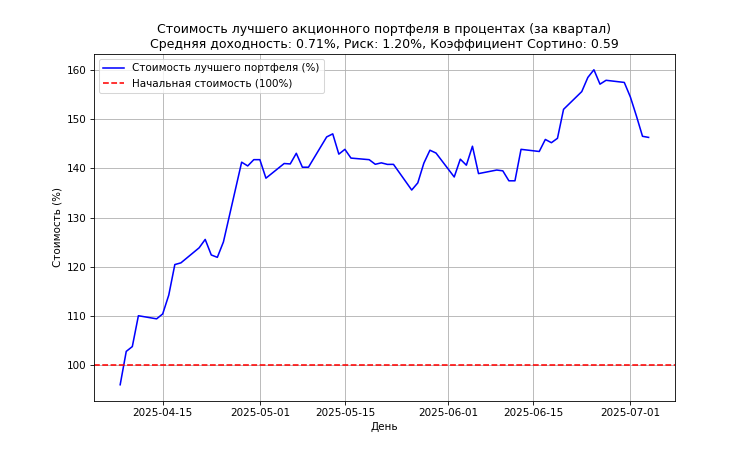 Стоимость лучшего акционного портфеля в процентах (за квартал)
Средняя доходность: 0.71%, Риск: 1.20%, Коэффициент Сортино: 0.59
Стоимость лучшего портфеля (%)
Начальная стоимость (100%)
Стоимость (%)
160
150
140
130
120
110
100
2025-04-15
2025-05-01
2025-05-15
2025-06-01
2025-06-15
2025-07-01
День